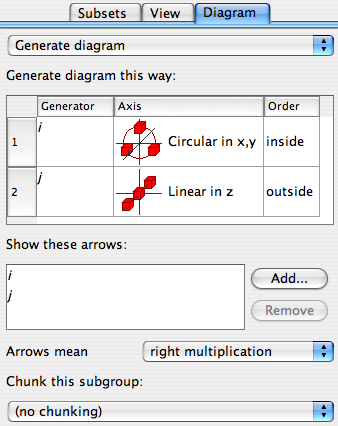 Subsets View Diagram
Generate diagram
Generate diagram this way:
Generator Axis Order
1 i Circular in x,y inside
2 j Linear in z outside
Show these arrows:
i
j
Add...
Remove
Arrows mean right multiplication
Chunk this subgroup:
(no chunking)